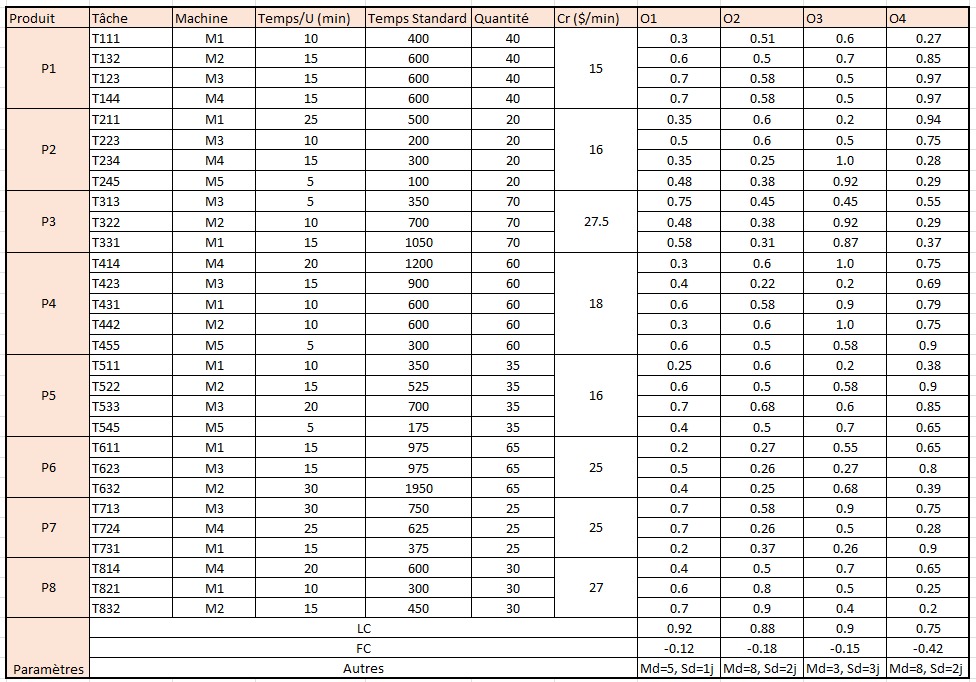 Produit Tâche Machine Temps/U (min) Temps Standard Quantité Cr ($/min) O1 O2 O3 O4
P1 T111 M1 10 400 40 15 0.3 0.51 0.6 0.27
T132 M2 15 600 40 0.6 0.5 0.7 0.85
T123 M3 15 600 40 0.7 0.58 0.5 0.97
T144 M4 15 600 40 0.7 0.58 0.5 0.97
P2 T211 M1 25 500 20 16 0.35 0.6 0.2 0.94
T223 M3 10 200 20 0.5 0.6 0.5 0.75
T234 M4 15 300 20 0.35 0.25 1.0 0.28
T245 M5 5 100 20 0.48 0.38 0.92 0.29
P3 T313 M3 5 350 70 27.5 0.75 0.45 0.45 0.55
T322 M2 10 700 70 0.48 0.38 0.92 0.29
T331 M1 15 1050 70 0.58 0.31 0.87 0.37
P4 T414 M4 20 1200 60 18 0.3 0.6 1.0 0.75
T423 M3 15 900 60 0.4 0.22 0.2 0.69
T431 M1 10 600 60 0.6 0.58 0.9 0.79
T442 M2 10 600 60 0.3 0.6 1.0 0.75
T455 M5 5 300 60 0.6 0.5 0.58 0.9
P5 T511 M1 10 350 35 16 0.25 0.6 0.2 0.38
T522 M2 15 525 35 0.6 0.5 0.58 0.9
T533 M3 20 700 35 0.7 0.68 0.6 0.85
T545 M5 5 175 35 0.4 0.5 0.7 0.65
P6 T611 M1 15 975 65 25 0.2 0.27 0.55 0.65
T623 M3 15 975 65 0.5 0.26 0.27 0.8
T632 M2 30 1950 65 0.4 0.25 0.68 0.39
P7 T713 M3 30 750 25 25 0.7 0.58 0.9 0.75
T724 M4 25 625 25 0.7 0.26 0.5 0.28
T731 M1 15 375 25 0.2 0.37 0.26 0.9
P8 T814 M4 20 600 30 27 0.4 0.5 0.7 0.65
T821 M1 10 300 30 0.6 0.8 0.5 0.25
T832 M2 15 450 30 0.7 0.9 0.4 0.2
Paramètres LC 0.92 0.88 0.9 0.75
FC -0.12 -0.18 -0.15 -0.42
Autres Md=5, Sd=1j Md=8, Sd=2j Md=3, Sd=3j Md=8, Sd=2j